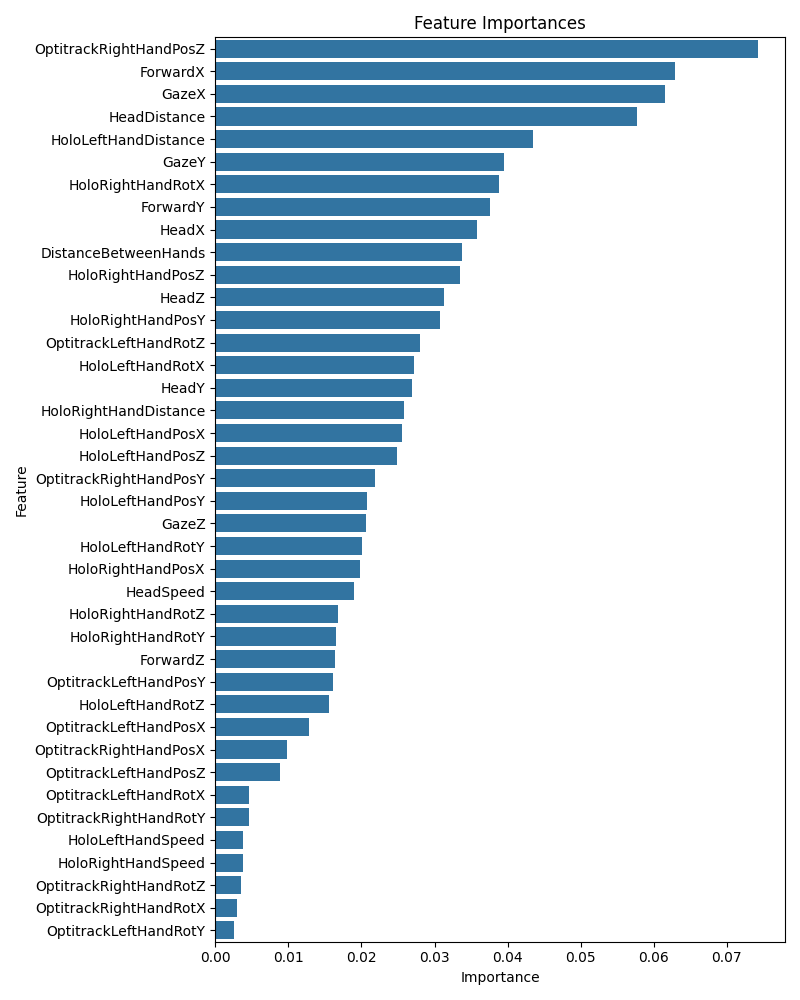 Feature Importances
OptitrackRightHandPosZ
ForwardX
GazeX
HeadDistance
HoloLeftHandDistance
GazeY
HoloRightHandRotX
ForwardY
HeadX
DistanceBetweenHands
HoloRightHandPosZ
HeadZ
HoloRightHandPosY
OptitrackLeftHandRotZ
HoloLeftHandRotX
HeadY
HoloRightHandDistance
HoloLeftHandPosX
HoloLeftHandPosZ
OptitrackRightHandPosY
HoloLeftHandPosY
GazeZ
HoloLeftHandRotY
HoloRightHandPosX
HeadSpeed
HoloRightHandRotZ
HoloRightHandRotY
ForwardZ
OptitrackLeftHandPosY
HoloLeftHandRotZ
OptitrackLeftHandPosX
OptitrackRightHandPosX
OptitrackLeftHandPosZ
OptitrackLeftHandRotX
OptitrackRightHandRotY
HoloLeftHandSpeed
HoloRightHandSpeed
OptitrackRightHandRotZ
OptitrackRightHandRotX
OptitrackLeftHandRotY
Feature
0.00 0.01 0.02 0.03 0.04 0.05 0.06 0.07
Importance